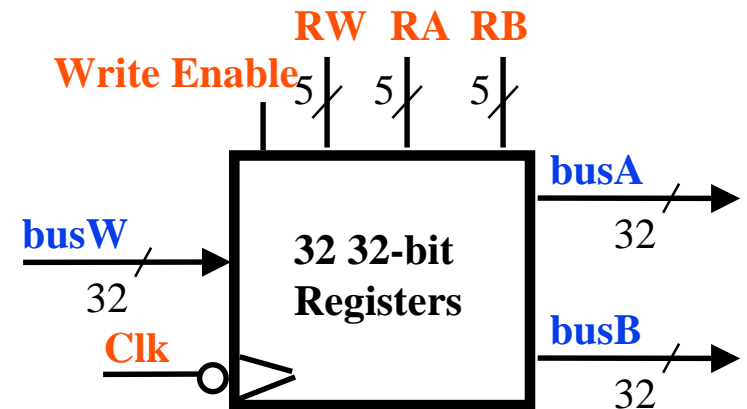 RW RA RB
Write Enable
5 5 5
busA
32
busW
32
32 32-bit
Registers
busB
32
Clk